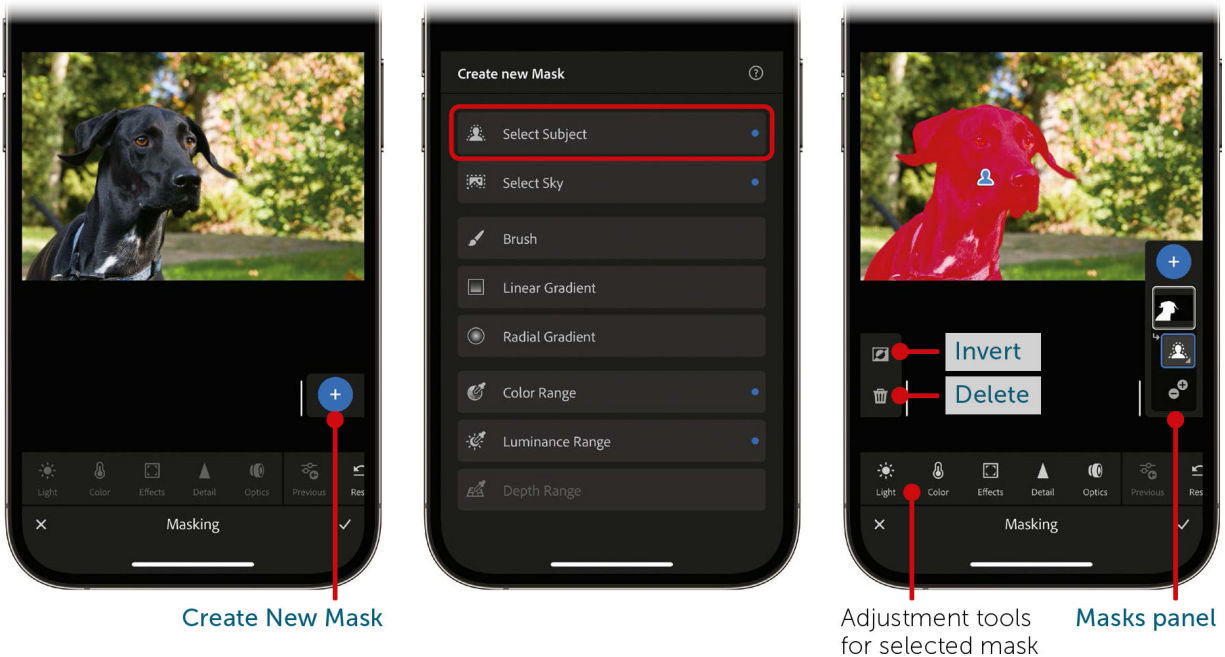 Light Color Effects Detail Optics Previous Res
Masking
Create New Mask
Create new Mask
Select Subject
Select Sky
Brush
Linear Gradient
Radial Gradient
Color Range
Luminance Range
Depth Range
Invert
Delete
Light Color Effects Detail Optics Previous Res
Masking
Adjustment tools
for selected mask
Masks panel